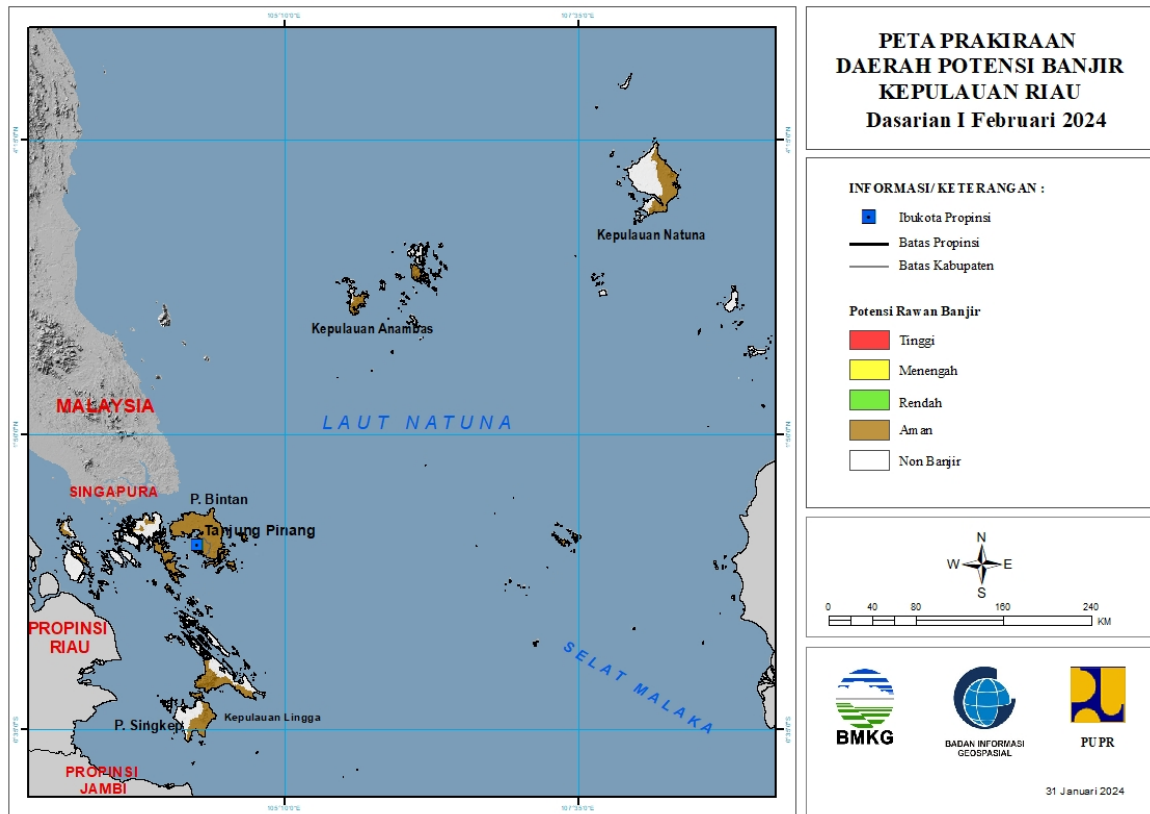 PETA PRAKIRAAN
DAERAH POTENSI BANJIR
KEPULAUAN RIAU
Dasarian I Februari 2024
INFORMASI/ KETERANGAN :
Ibukota Propinsi
Batas Propinsi
Batas Kabupaten
Potensi Rawan Banjir
Tinggi
Menengah
Rendah
Aman
Non Banjir
N
W E
S
0 40 80 160 240
KM
BMKG
BADAN INFORMASI
GEOSPASIAL
PUPR
31 Januari 2024
Kepulauan Natuna
Kepulauan Anambas
MALAYSIA
LAUT NATUNA
SINGAPURA
P. Bintan
Tanjung Pinang
PROPINSI
RIAU
SELAT MALAKA
P. Singkep
Kepulauan Lingga
PROPINSI
JAMBI